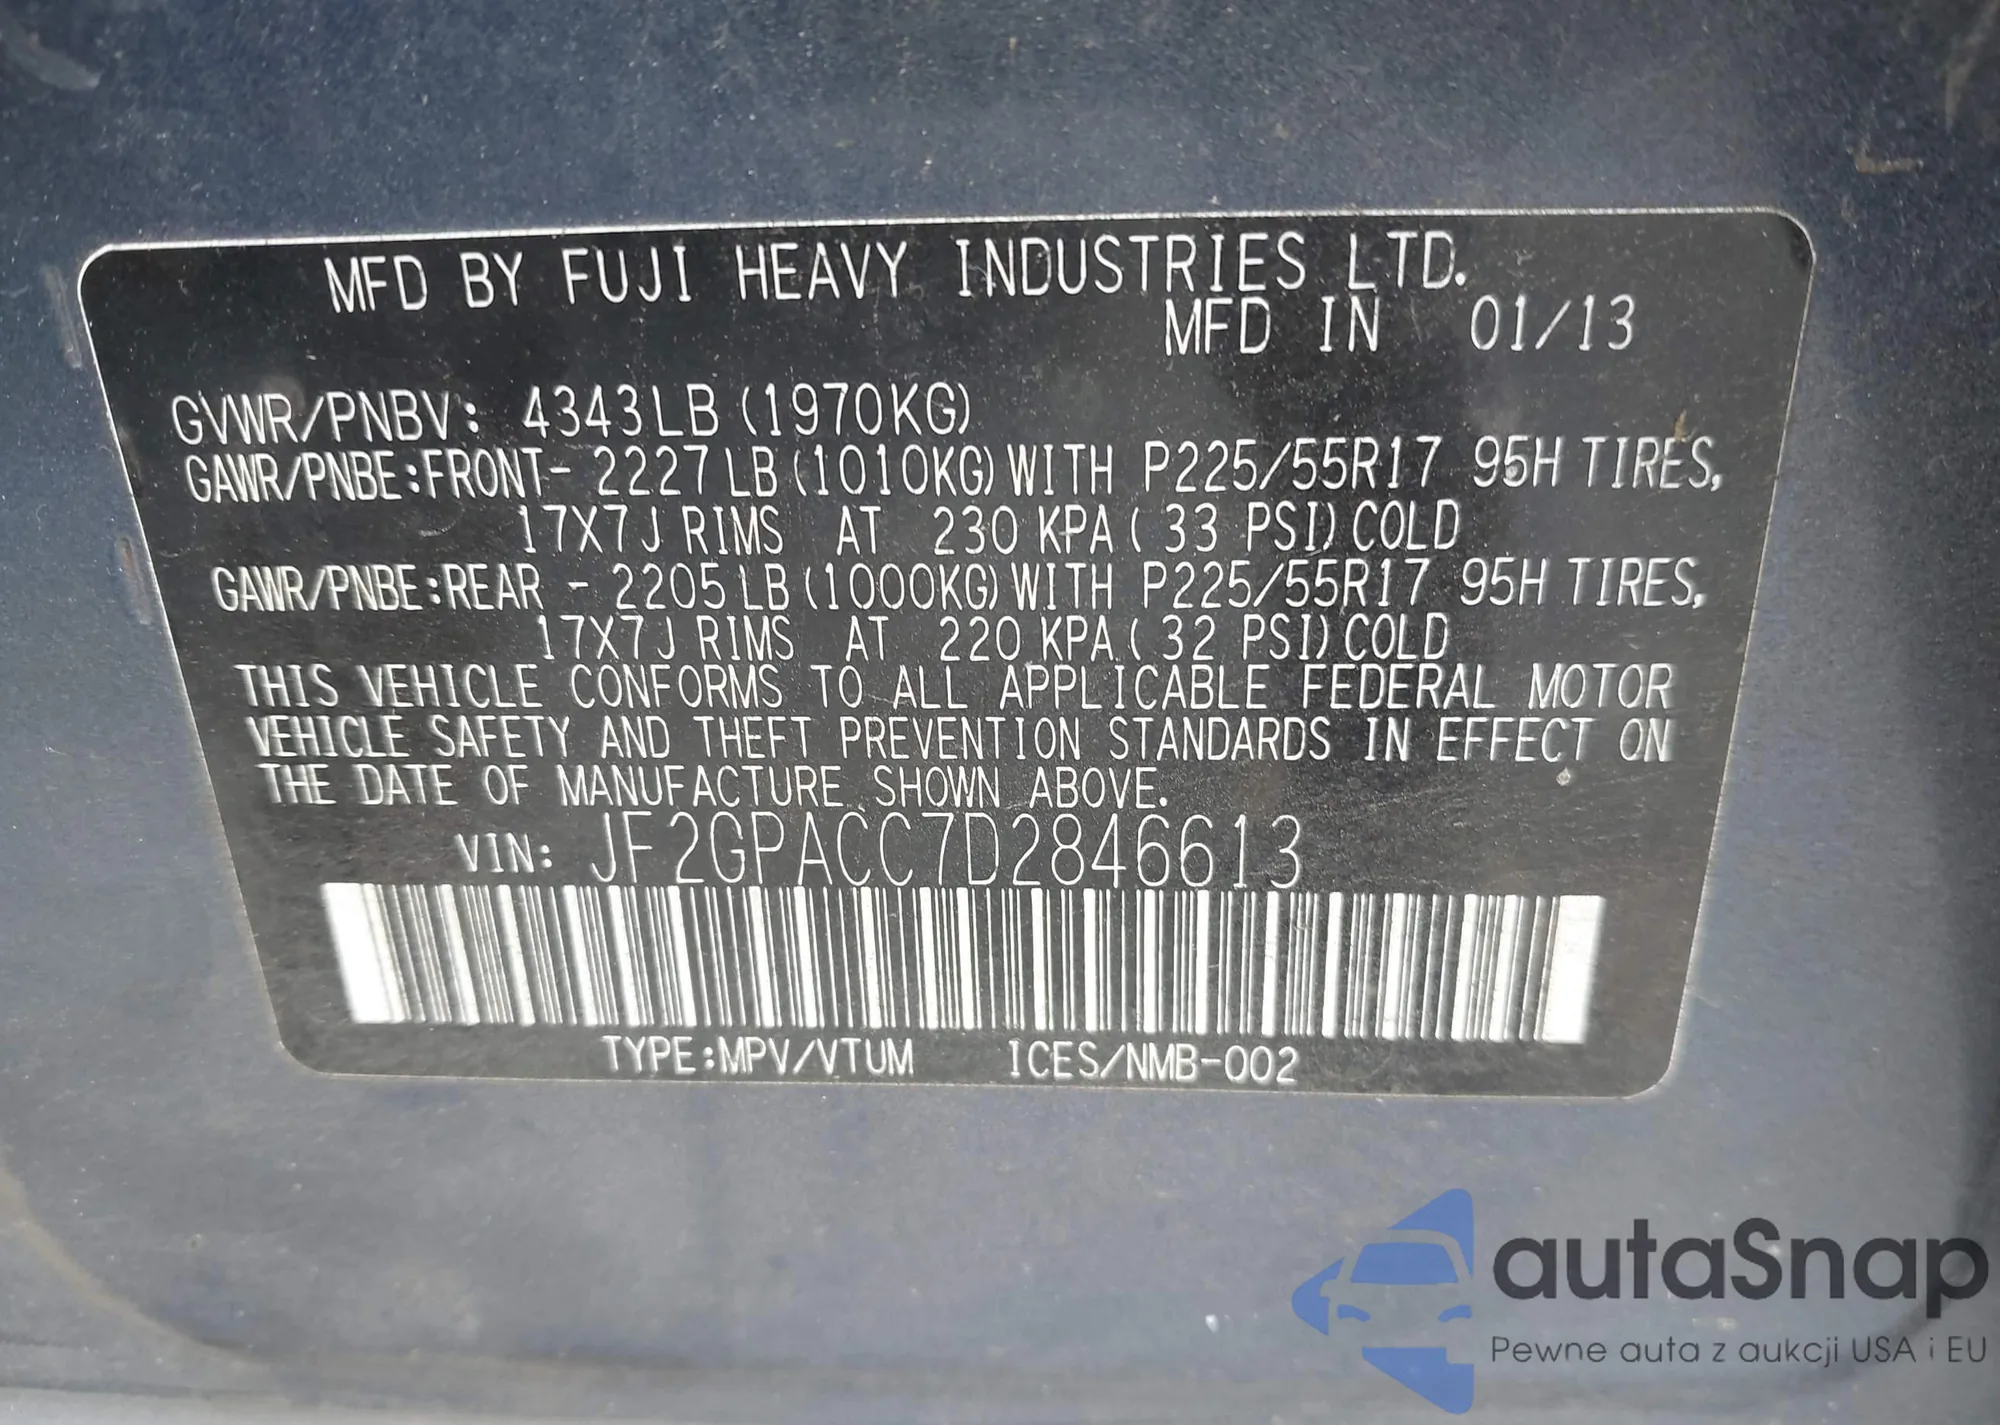 MFD BY FUJI HEAVY INDUSTRIES LTD.
MFD IN 01/13
GVWR/PNBV: 4343LB (1970KG)
GAWR/PNBE:FRONT- 2227LB (1010KG) WITH P225/55R17 95H TIRES,
17X7J RIMS AT 230 KPA ( 33 PSI) COLD
GAWR/PNBE:REAR - 2205LB (1000KG) WITH P225/55R17 95H TIRES,
17X7J RIMS AT 220 KPA ( 32 PSI) COLD
THIS VEHICLE CONFORMS TO ALL APPLICABLE FEDERAL MOTOR
VEHICLE SAFETY AND THEFT PREVENTION STANDARDS IN EFFECT ON
THE DATE OF MANUFACTURE SHOWN ABOVE.
VIN: JF2GPACC7D2846613
TYPE:MPV/VTUM ICES/NMB-002
autaSnap
Pewne auta z aukcji USA i EU